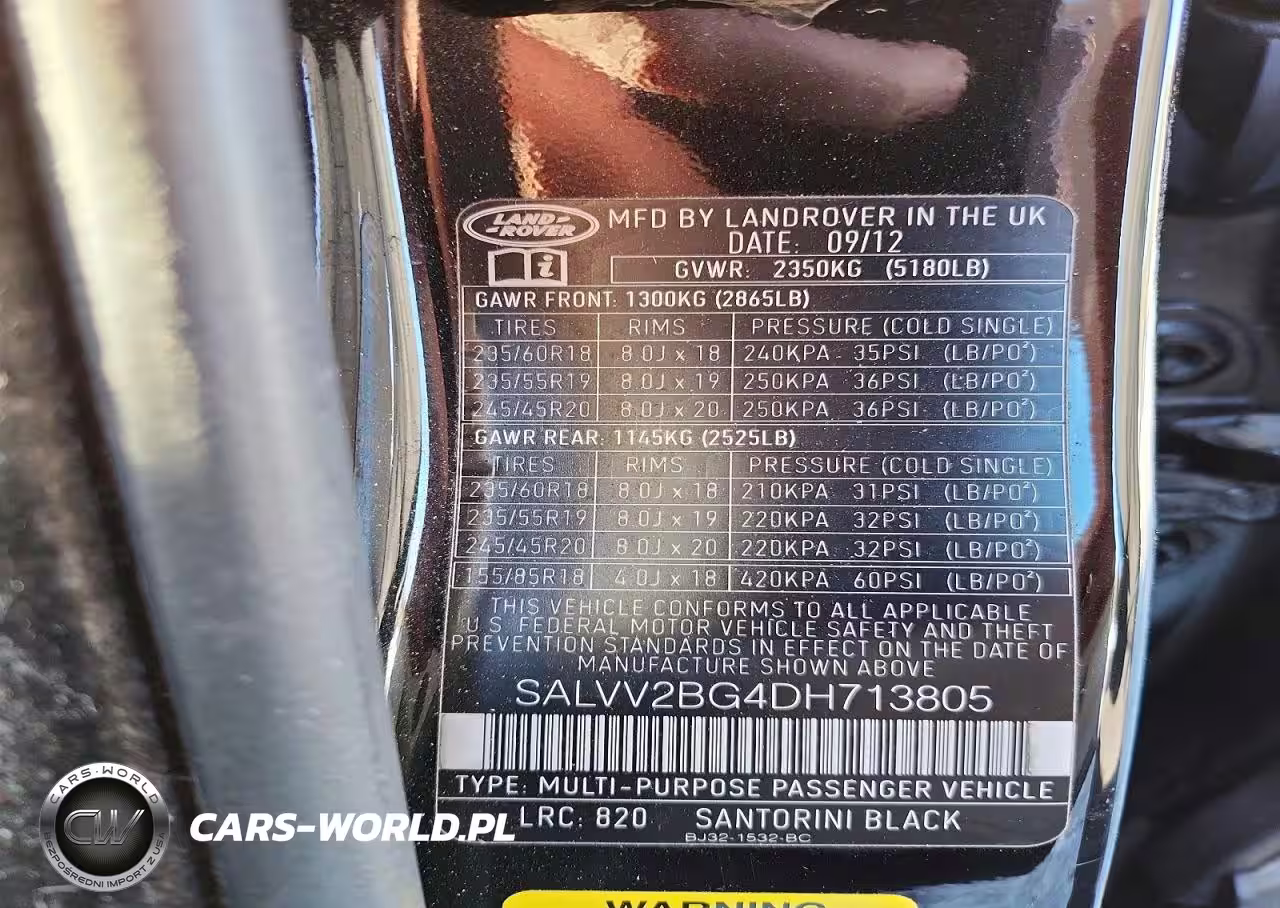 LAND-ROVER
MFD BY LANDROVER IN THE UK
DATE: 09/12
i
GVWR: 2350KG (5180LB)
GAWR FRONT: 1300KG (2865LB)
TIRES RIMS PRESSURE (COLD SINGLE)
235/60R18 8.0J x 18 240KPA 35PSI (LB/PO²)
235/55R19 8.0J x 19 250KPA 36PSI (LB/PO²)
245/45R20 8.0J x 20 250KPA 36PSI (LB/PO²)
GAWR REAR: 1145KG (2525LB)
TIRES RIMS PRESSURE (COLD SINGLE)
235/60R18 8.0J x 18 210KPA 31PSI (LB/PO²)
235/55R19 8.0J x 19 220KPA 32PSI (LB/PO²)
245/45R20 8.0J x 20 220KPA 32PSI (LB/PO²)
155/85R18 4.0J x 18 420KPA 60PSI (LB/PO²)
THIS VEHICLE CONFORMS TO ALL APPLICABLE
U.S. FEDERAL MOTOR VEHICLE SAFETY AND THEFT
PREVENTION STANDARDS IN EFFECT ON THE DATE OF
MANUFACTURE SHOWN ABOVE
SALVV2BG4DH713805
TYPE: MULTI-PURPOSE PASSENGER VEHICLE
LRC: 820 SANTORINI BLACK
BJ32-1532-BC
WARNING
CARS-WORLD
CW
BEZPOŚREDNI IMPORT Z USA
CARS-WORLD.PL